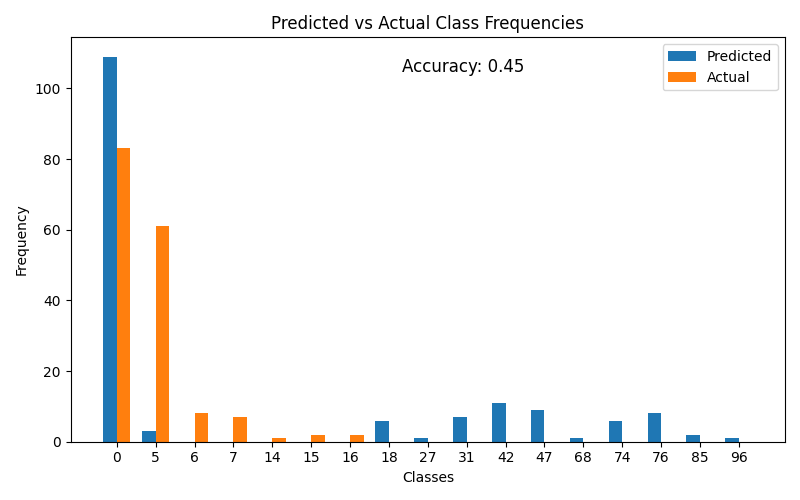 Predicted vs Actual Class Frequencies
Accuracy: 0.45
Predicted
Actual
Frequency
100
80
60
40
20
0
0 5 6 7 14 15 16 18 27 31 42 47 68 74 76 85 96
Classes